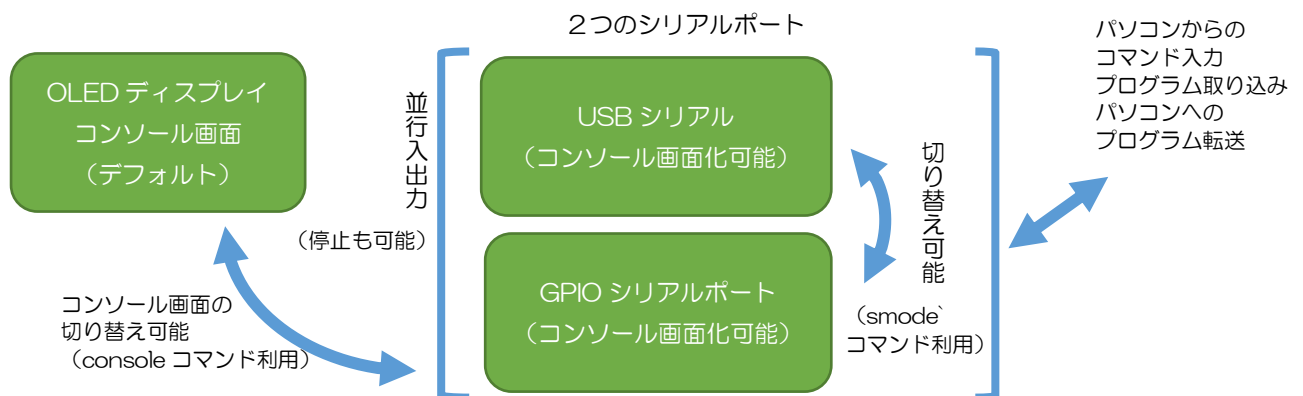 ２つのシリアルポート
OLED ディスプレイ
コンソール画面
（デフォルト）
並行入出力
（停止も可能）
コンソール画面の
切り替え可能
（console コマンド利用）
USB シリアル
（コンソール画面化可能）
GPIO シリアルポート
（コンソール画面化可能）
切り替え可能
（smode`
コマンド利用）
パソコンからの
コマンド入力
プログラム取り込み
パソコンへの
プログラム転送